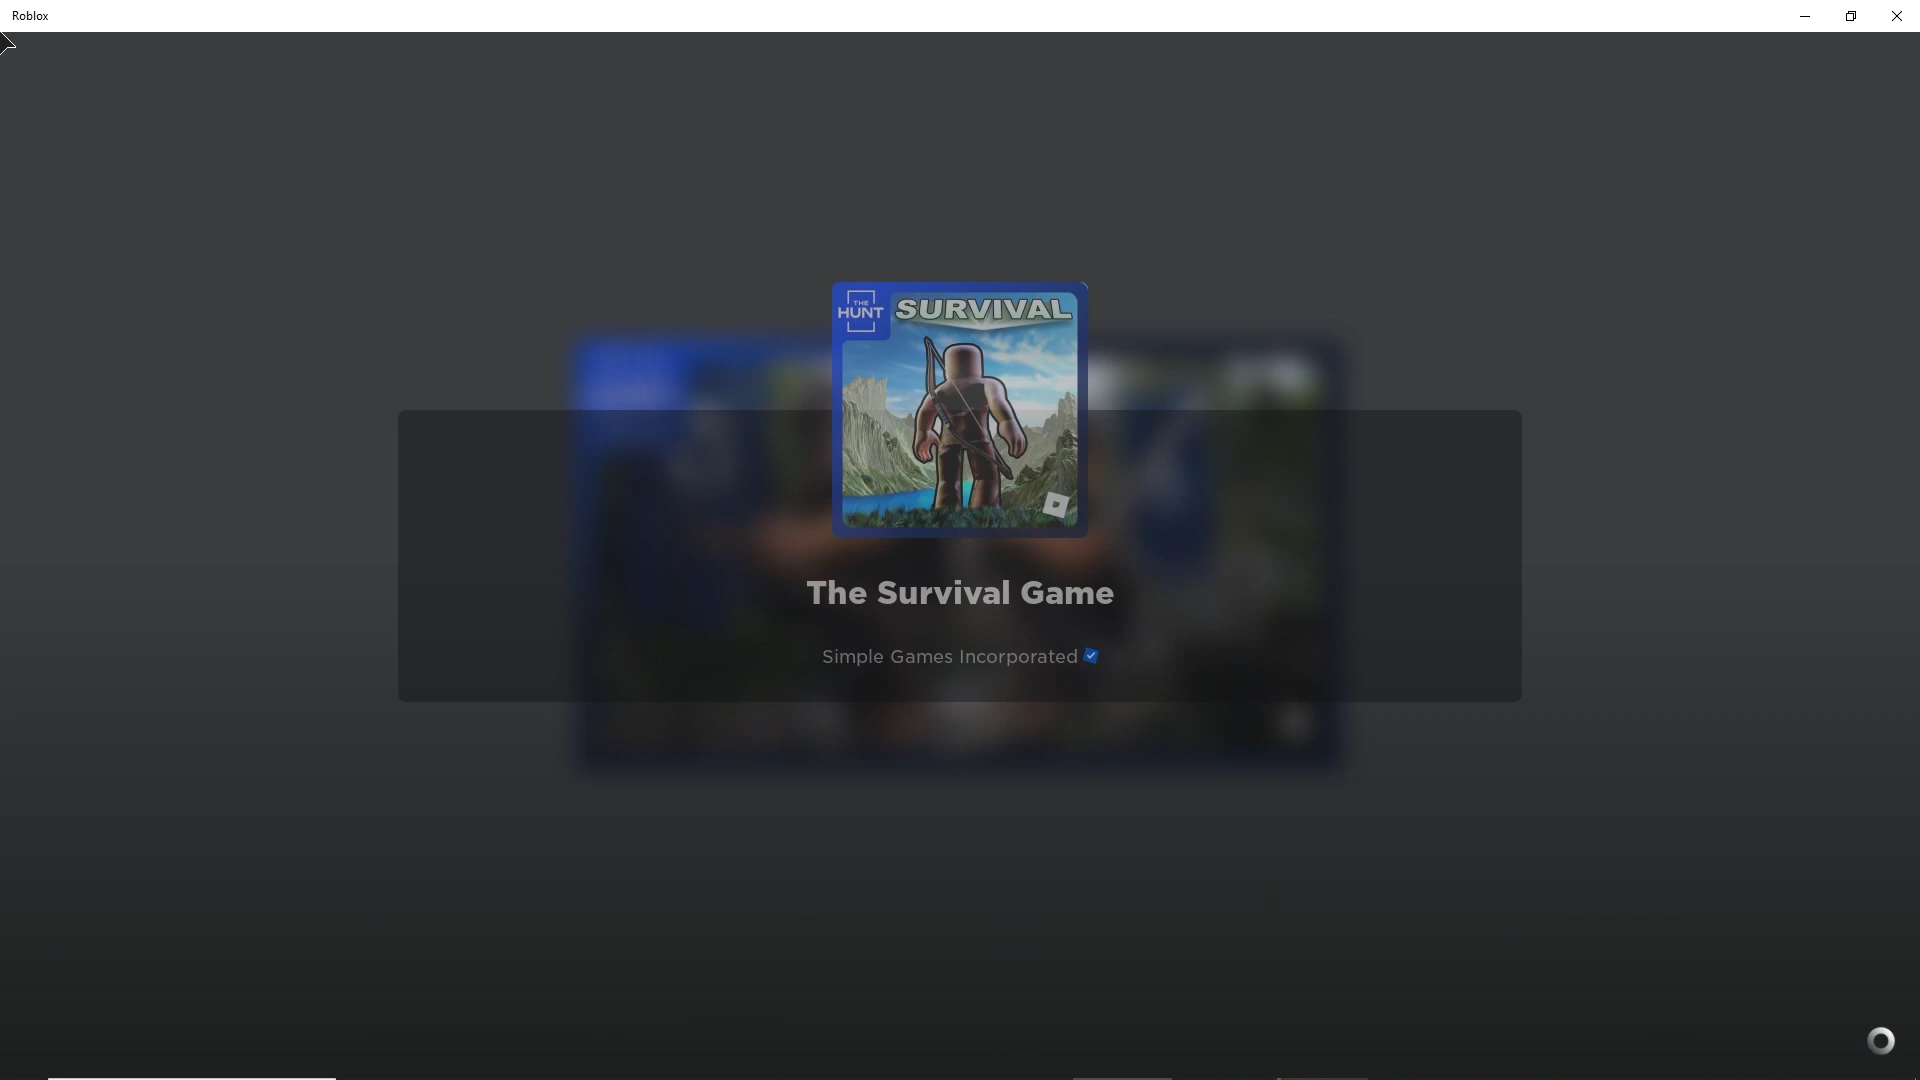 Roblox
THE
HUNT
SURVIVAL
The Survival Game
Simple Games Incorporated